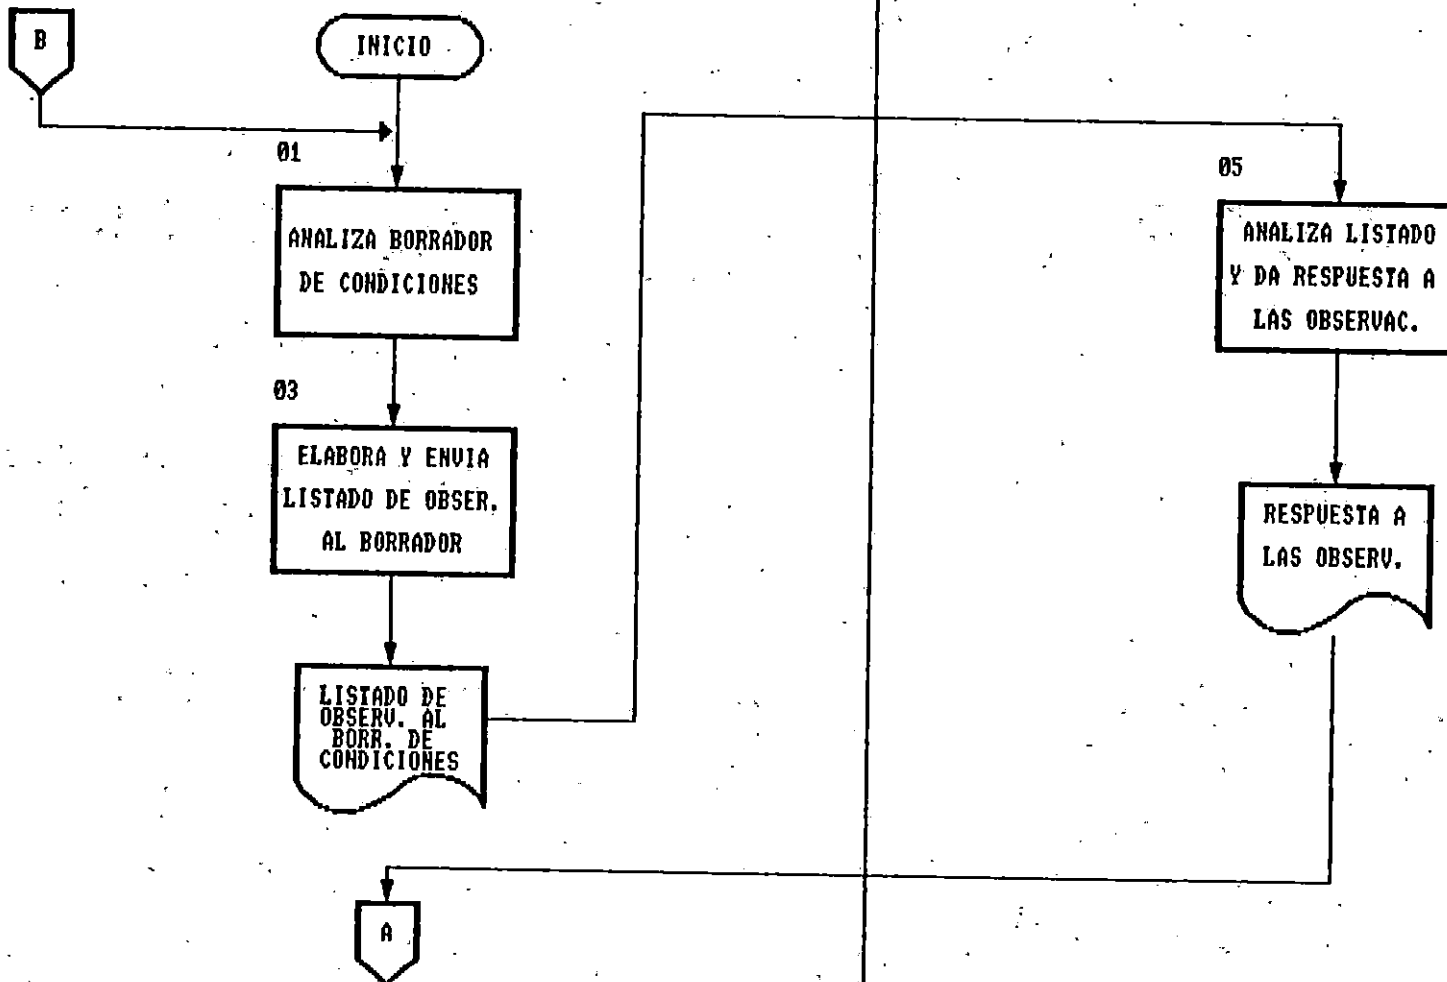 B
INICIO
01
ANALIZA BORRADOR
DE CONDICIONES
03
ELABORA Y ENVIA
LISTADO DE OBSER.
AL BORRADOR
LISTADO DE
OBSERV. AL
BORR. DE
CONDICIONES
05
ANALIZA LISTADO
Y DA RESPUESTA A
LAS OBSERVAC.
RESPUESTA A
LAS OBSERV.
A